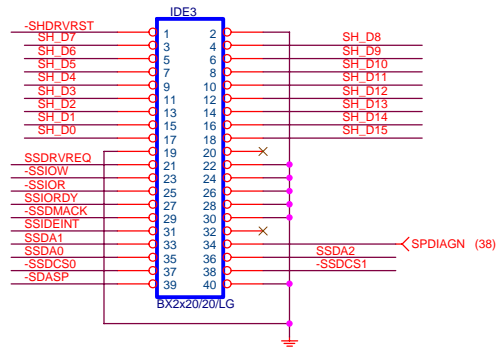 IDE3
-SHDRVRST 1 2
SH_D7 3 4 SH_D8
SH_D6 5 6 SH_D9
SH_D5 7 8 SH_D10
SH_D4 9 10 SH_D11
SH_D3 11 12 SH_D12
SH_D2 13 14 SH_D13
SH_D1 15 16 SH_D14
SH_D0 17 18 SH_D15
19 20
SSDRVREQ 21 22
-SSIOW 23 24
-SSIOR 25 26
SSIORDY 27 28
-SSDMACK 29 30
SSIDEINT 31 32
SSDA1 33 34 SPDIAGN (38)
SSDA0 35 36 SSDA2
-SSDCS0 37 38 -SSDCS1
-SDASP 39 40
BX2x20/20/LG